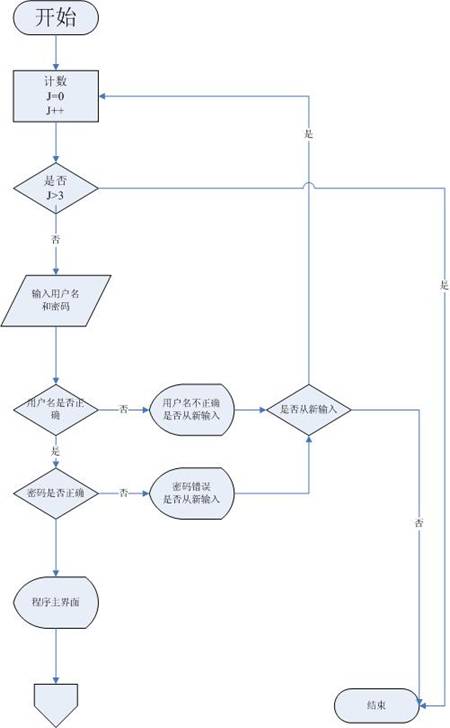 开始
计数
J=0
J++
是
是否
J>3
否
是
输入用户名
和密码
用户名是否正
确
否
用户名不正确
是否从新输入
是否从新输入
是
密码是否正确
否
密码错误
是否从新输入
否
程序主界面
结束